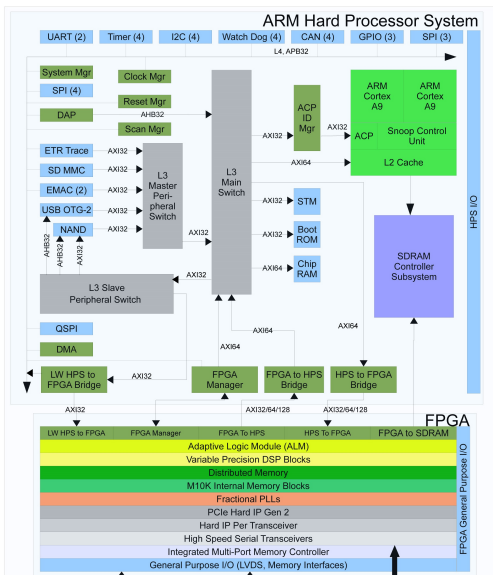 ARM Hard Processor System
UART (2)
Timer (4)
I2C (4)
Watch Dog (4)
CAN (4)
GPIO (3)
SPI (3)
L4, APB32
System Mgr
Clock Mgr
SPI (4)
Reset Mgr
DAP
AHB32
Scan Mgr
ETR Trace
AXI32
SD MMC
AXI32
EMAC (2)
AXI32
USB OTG-2
AXI32
NAND
AXI32
L3
Master
Peri-
pheral
Switch
AXI32
L3
Main
Switch
AXI32
ACP
ID
Mgr
AXI32
AXI64
ARM
Cortex
A9
ARM
Cortex
A9
ACP
Snoop Control
Unit
L2 Cache
HPS I/O
AXI32
STM
AXI32
Boot
ROM
AXI64
Chip
RAM
SDRAM
Controller
Subsystem
AHB32
AHB32
AXI32
AXI32
L3 Slave
Peripheral Switch
QSPI
DMA
AXI64
AXI64
AXI64
LW HPS to
FPGA Bridge
AXI32
FPGA
Manager
FPGA to HPS
Bridge
HPS to FPGA
Bridge
AXI32
AXI32/64/128
AXI32/64/128
FPGA
LW HPS to FPGA
FPGA Manager
FPGA To HPS
HPS To FPGA
FPGA to SDRAM
Adaptive Logic Module (ALM)
Variable Precision DSP Blocks
Distributed Memory
M10K Internal Memory Blocks
Fractional PLLs
PCIe Hard IP Gen 2
Hard IP Per Transceiver
High Speed Serial Transceivers
Integrated Multi-Port Memory Controller
General Purpose I/O (LVDS, Memory Interfaces)
FPGA General Purpose I/O